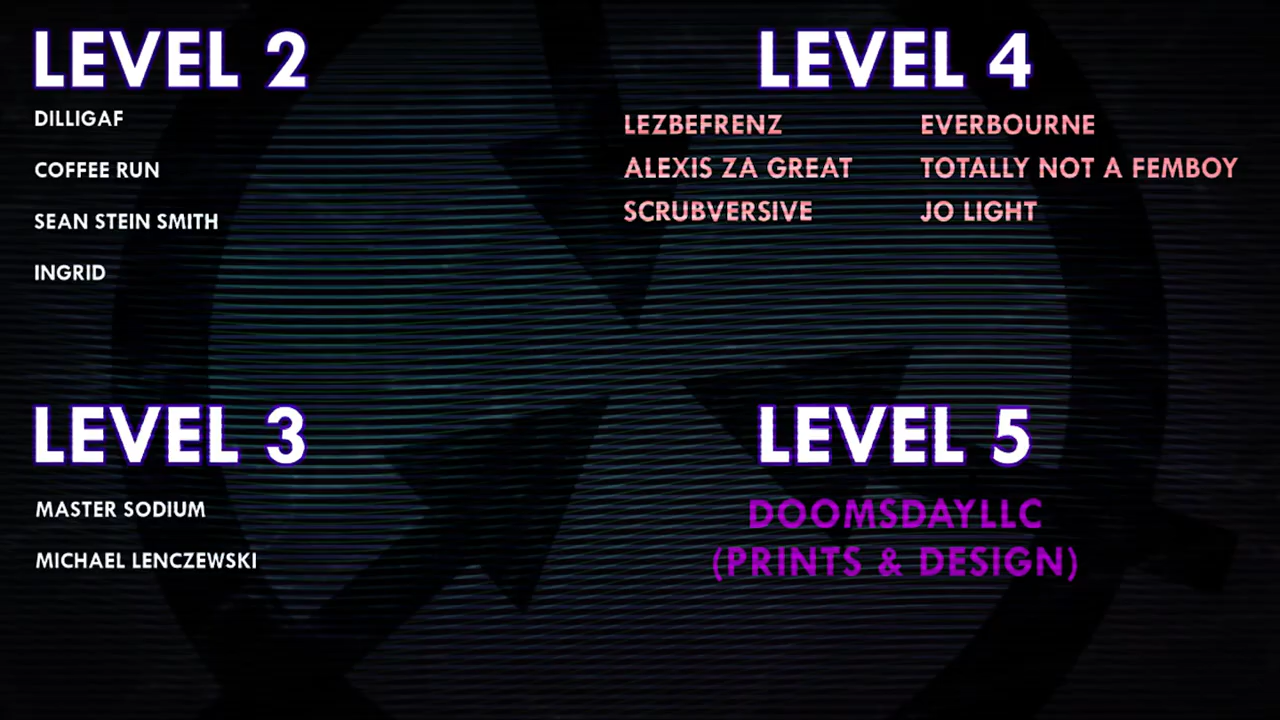 LEVEL 2
DILLIGAF
COFFEE RUN
SEAN STEIN SMITH
INGRID
LEVEL 3
MASTER SODIUM
MICHAEL LENCZEWSKI
LEVEL 4
LEZBEFRENZ
ALEXIS ZA GREAT
SCRUBVERSIVE
EVERBOURNE
TOTALLY NOT A FEMBOY
JO LIGHT
LEVEL 5
DOOMSDAYLLC
(PRINTS & DESIGN)